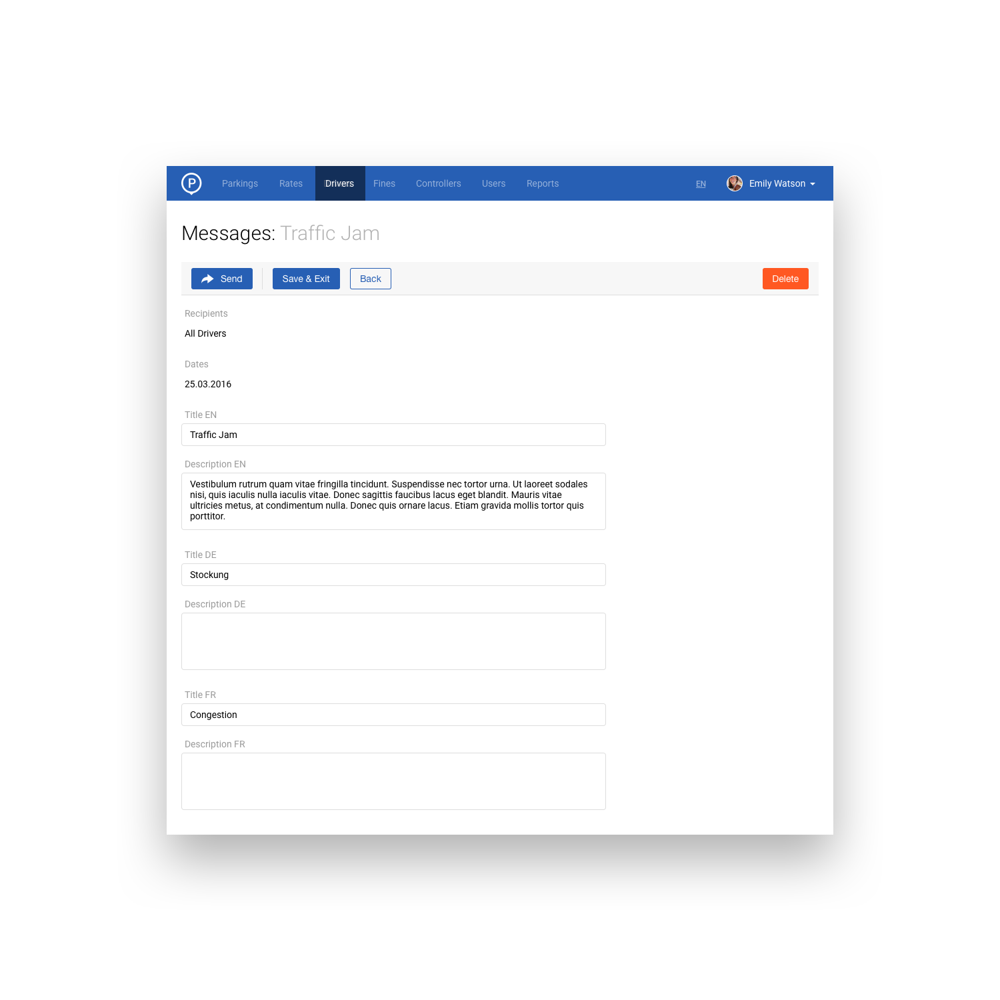 P Parkings Rates Drivers Fines Controllers Users Reports EN Emily Watson
Messages: Traffic Jam
Send Save & Exit Back Delete
Recipients
All Drivers
Dates
25.03.2016
Title EN
Traffic Jam
Description EN
Vestibulum rutrum quam vitae fringilla tincidunt. Suspendisse nec tortor urna. Ut laoreet sodales
nisi, quis iaculis nulla iaculis vitae. Donec sagittis faucibus lacus eget blandit. Mauris vitae
ultricies metus, at condimentum nulla. Donec quis ornare lacus. Etiam gravida mollis tortor quis
porttitor.
Title DE
Stockung
Description DE
Title FR
Congestion
Description FR